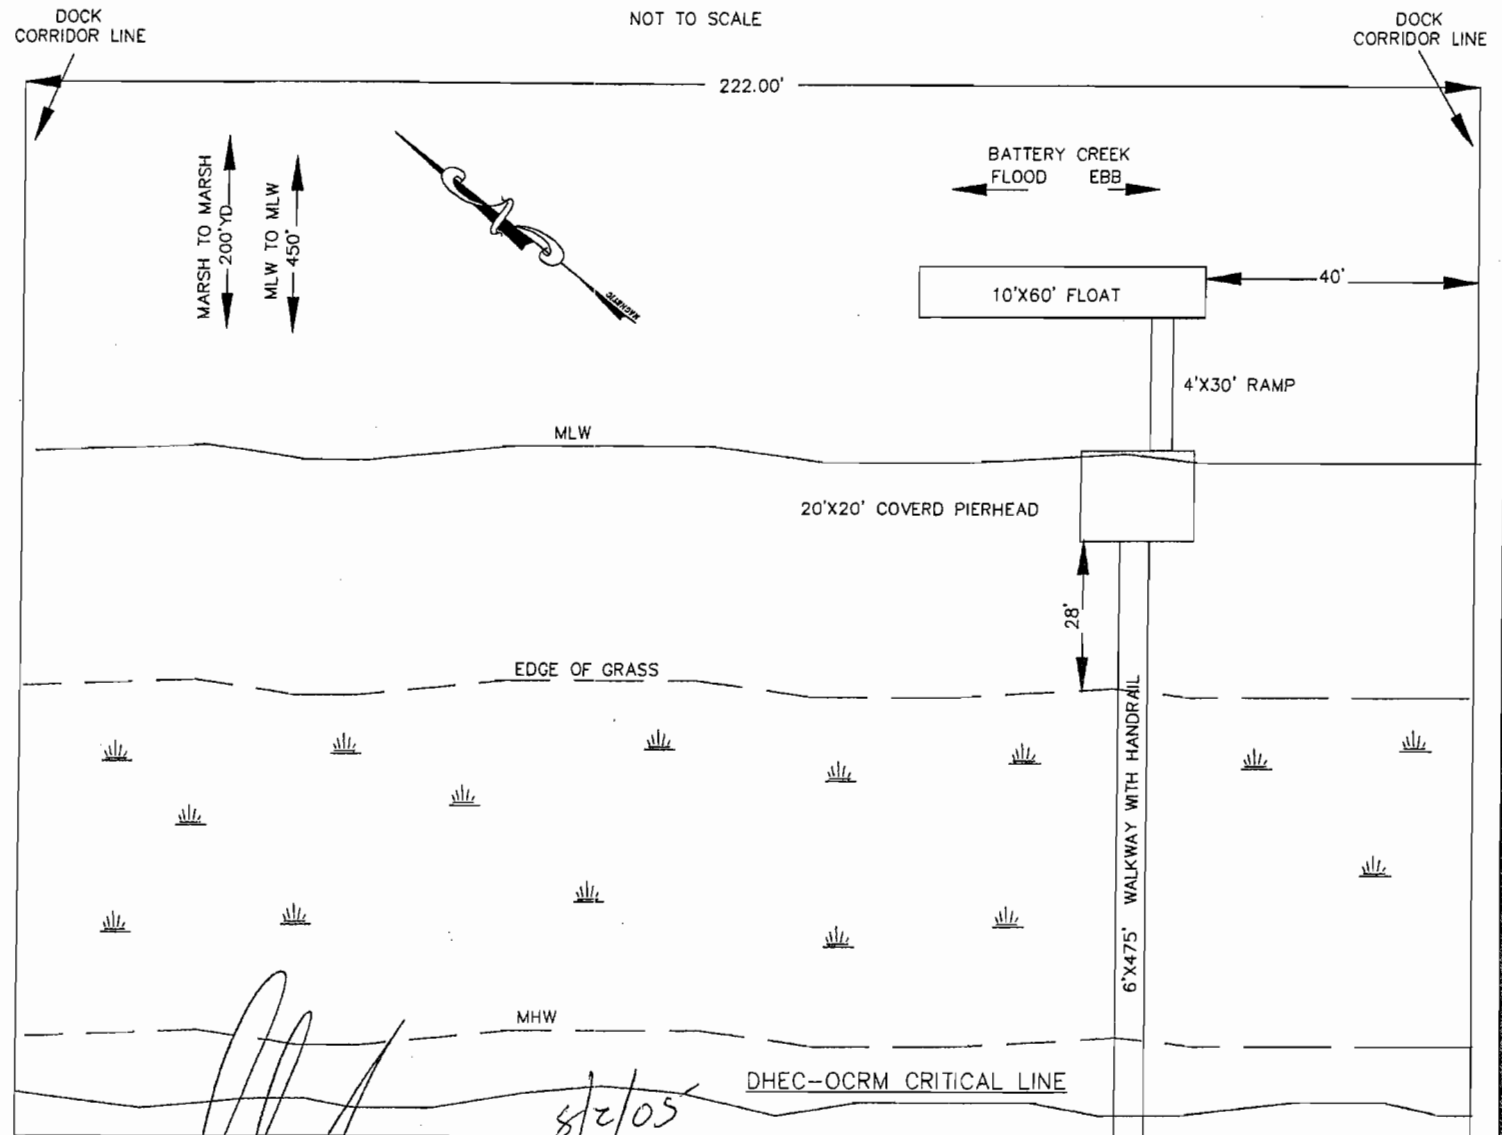 DOCK
CORRIDOR LINE
NOT TO SCALE
DOCK
CORRIDOR LINE
222.00'
MARSH TO MARSH
200'YD
MLW TO MLW
450'
MAGNETIC
BATTERY CREEK
FLOOD EBB
10'X60' FLOAT
40'
4'X30' RAMP
MLW
20'X20' COVERD PIERHEAD
28'
EDGE OF GRASS
6'X475' WALKWAY WITH HANDRAIL
MHW
DHEC-OCRM CRITICAL LINE
8/2/05